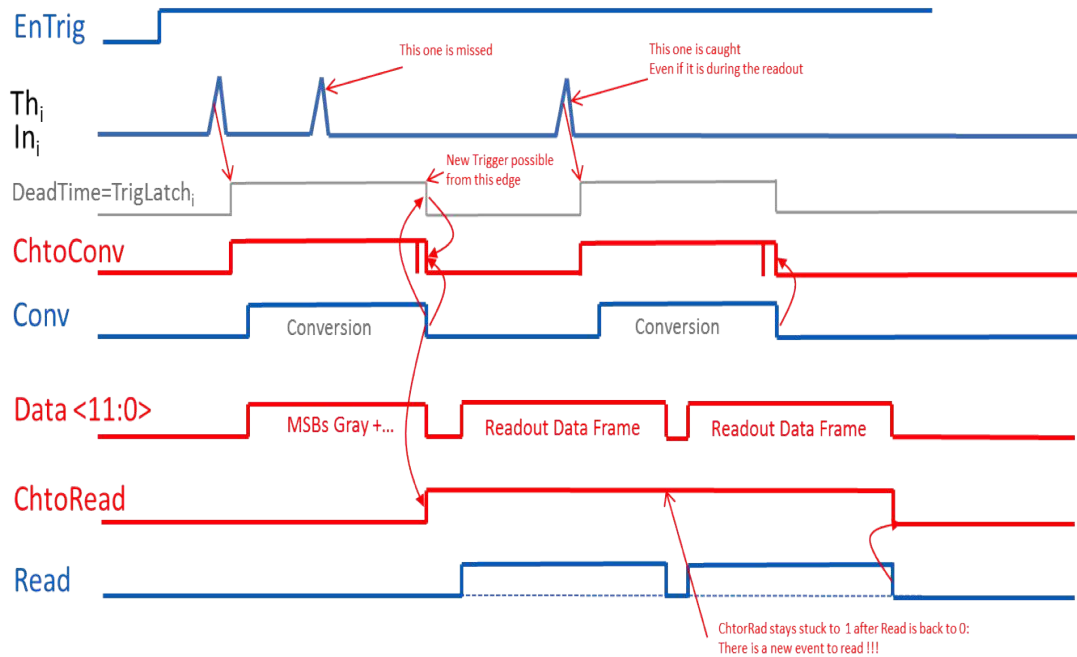 EnTrig
This one is missed
This one is caught
Even if it is during the readout
Thi
Ini
New Trigger possible
from this edge
DeadTime=TrigLatchi
ChtoConv
Conv
Conversion
Conversion
Data <11:0>
MSBs Gray +...
Readout Data Frame
Readout Data Frame
ChtoRead
Read
ChtorRad stays stuck to 1 after Read is back to 0:
There is a new event to read !!!